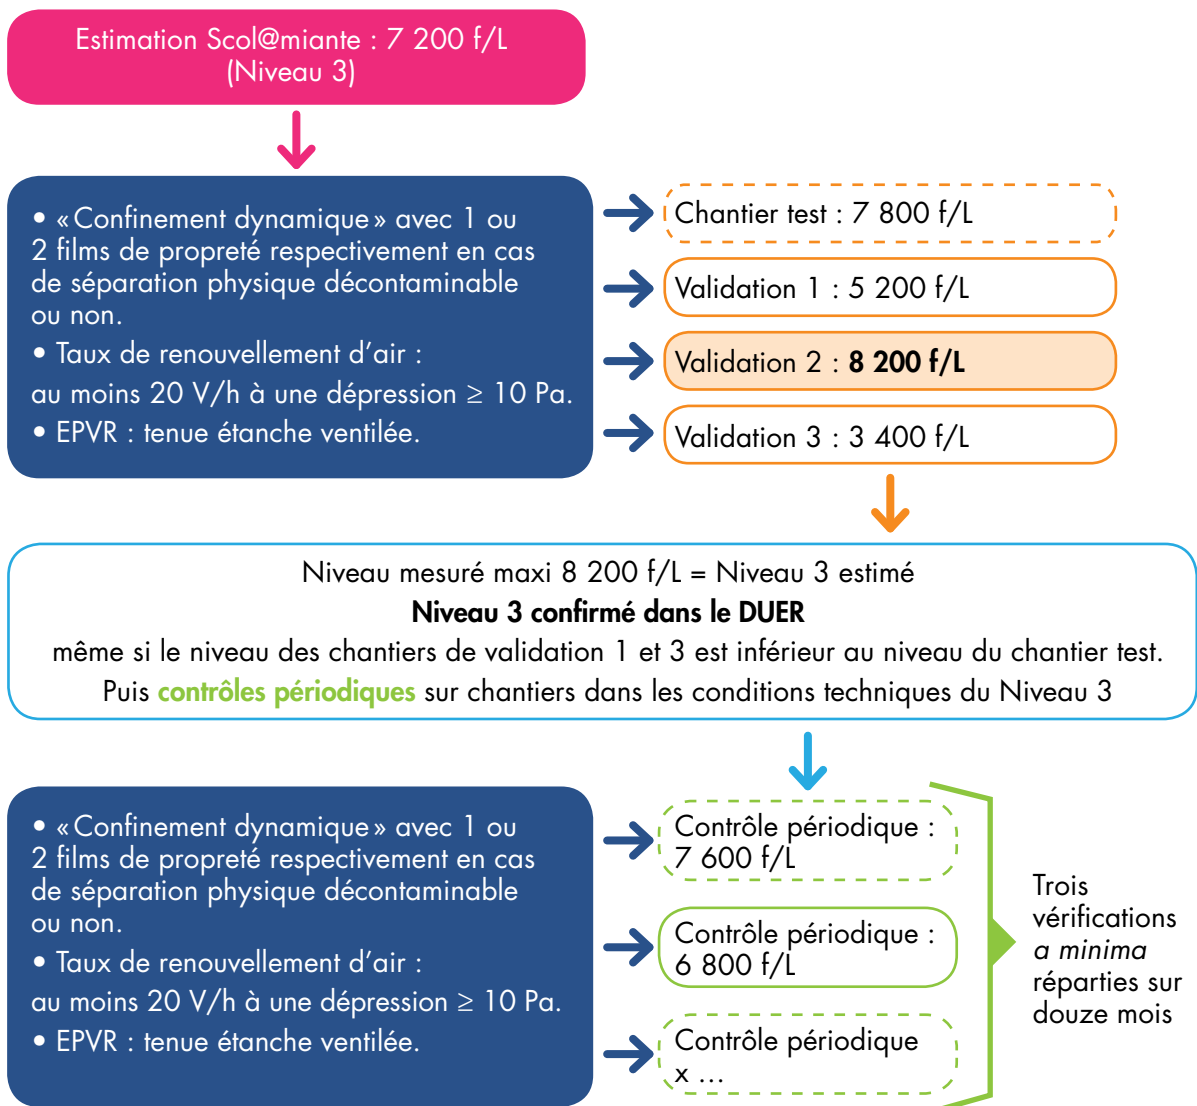 Estimation Scol@miante : 7 200 f/L
(Niveau 3)
• « Confinement dynamique » avec 1 ou
2 films de propreté respectivement en cas
de séparation physique décontaminable
ou non.
• Taux de renouvellement d’air :
au moins 20 V/h à une dépression ≥ 10 Pa.
• EPVR : tenue étanche ventilée.
Chantier test : 7 800 f/L
Validation 1 : 5 200 f/L
Validation 2 : 8 200 f/L
Validation 3 : 3 400 f/L
Niveau mesuré maxi 8 200 f/L = Niveau 3 estimé
Niveau 3 confirmé dans le DUER
même si le niveau des chantiers de validation 1 et 3 est inférieur au niveau du chantier test.
Puis contrôles périodiques sur chantiers dans les conditions techniques du Niveau 3
• « Confinement dynamique » avec 1 ou
2 films de propreté respectivement en cas
de séparation physique décontaminable
ou non.
• Taux de renouvellement d’air :
au moins 20 V/h à une dépression ≥ 10 Pa.
• EPVR : tenue étanche ventilée.
Contrôle périodique :
7 600 f/L
Contrôle périodique :
6 800 f/L
Contrôle périodique
x ...
Trois
vérifications
a minima
réparties sur
douze mois